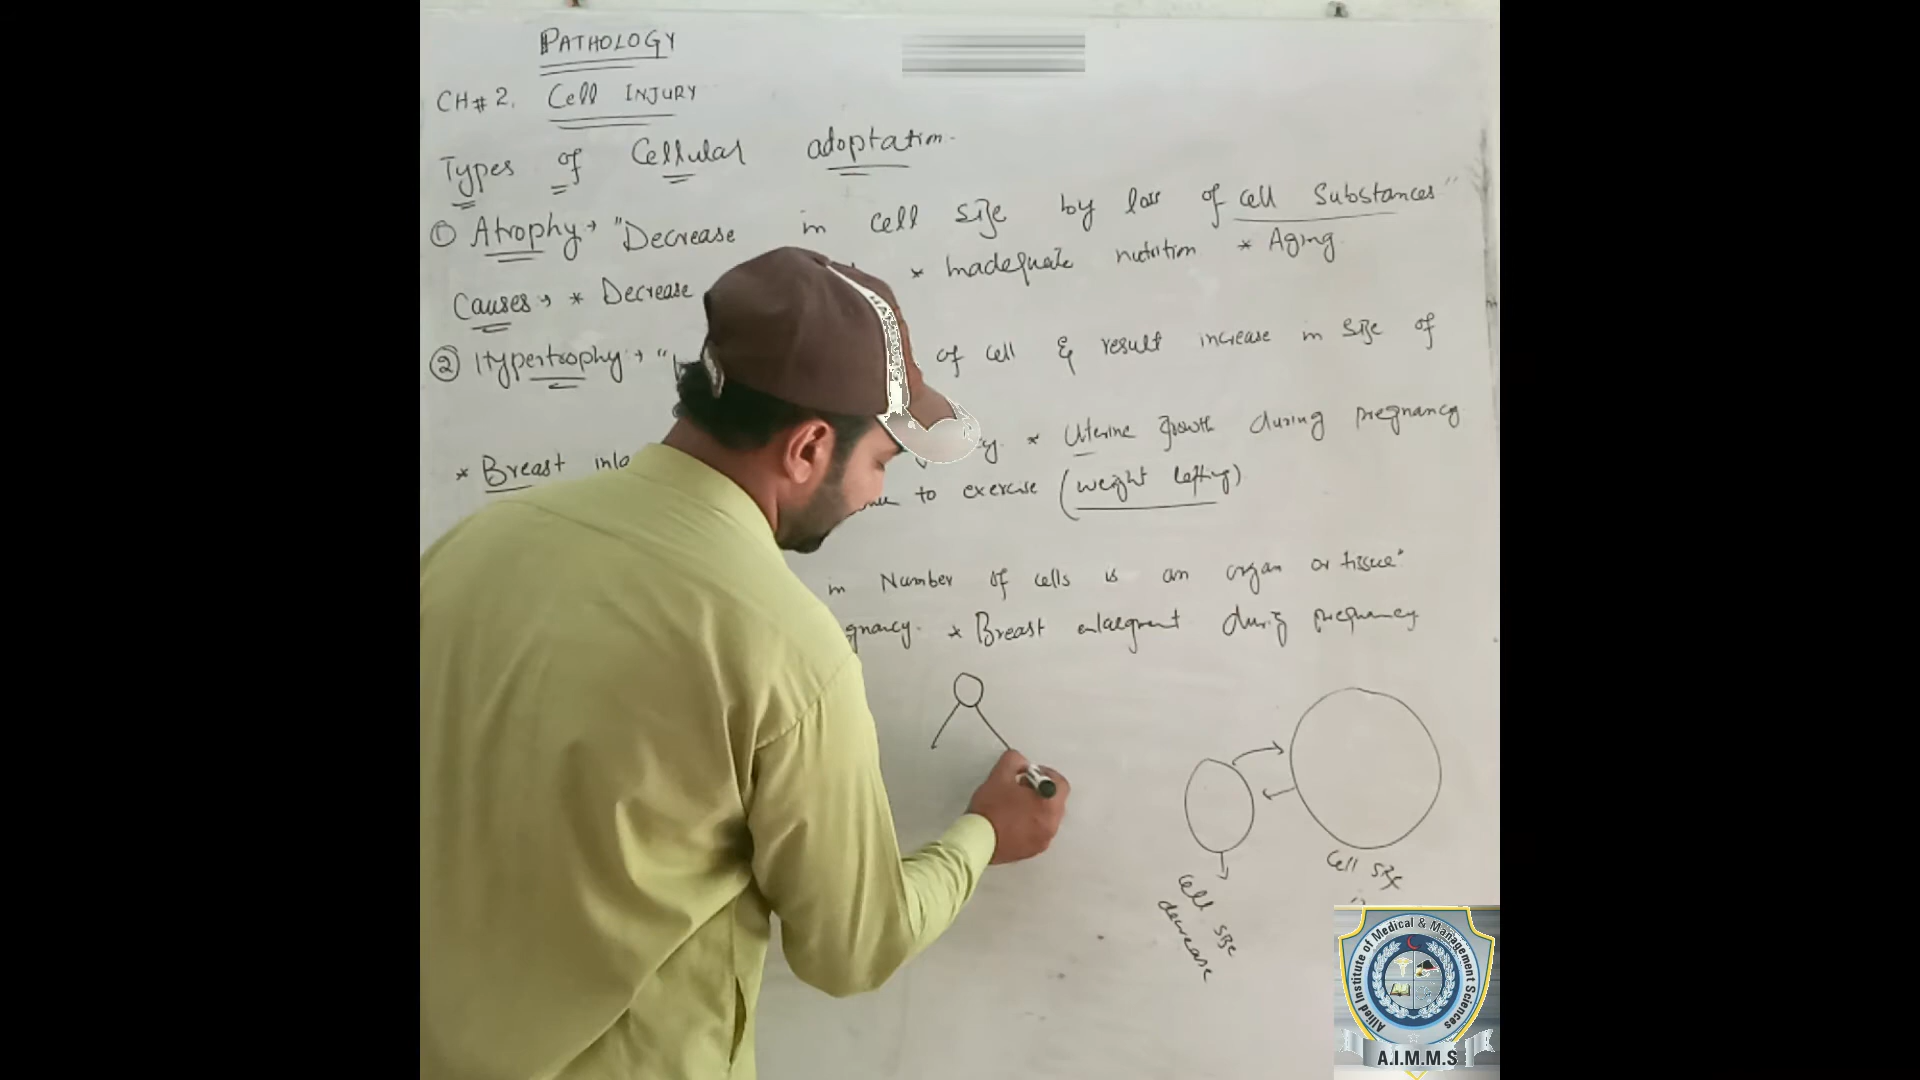 PATHOLOGY
CH#2. Cell INJURY
Types of Cellular adoptation.
① Atrophy → "Decrease in cell size by loss of cell Substances"
Causes → * Decrease * Inadequate nutrition * Aging.
② Hypertrophy → " of cell & result increase in size of
* Breast * Uterine growth during pregnancy
to exercise (weight lefting)
in Number of cells is an organ or tissue"
* Breast enlargment during pregnancy
Cell size
decrease
Cell size
Allied Institute of Medical & Management Sciences
A.I.M.M.S